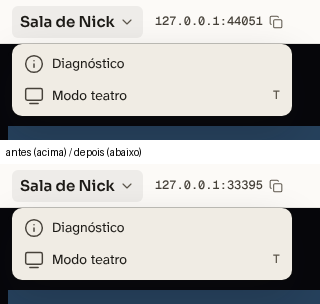 Sala de Nick 127.0.0.1:44051
Diagnóstico
Modo teatro T
antes (acima) / depois (abaixo)
Sala de Nick 127.0.0.1:33395
Diagnóstico
Modo teatro T